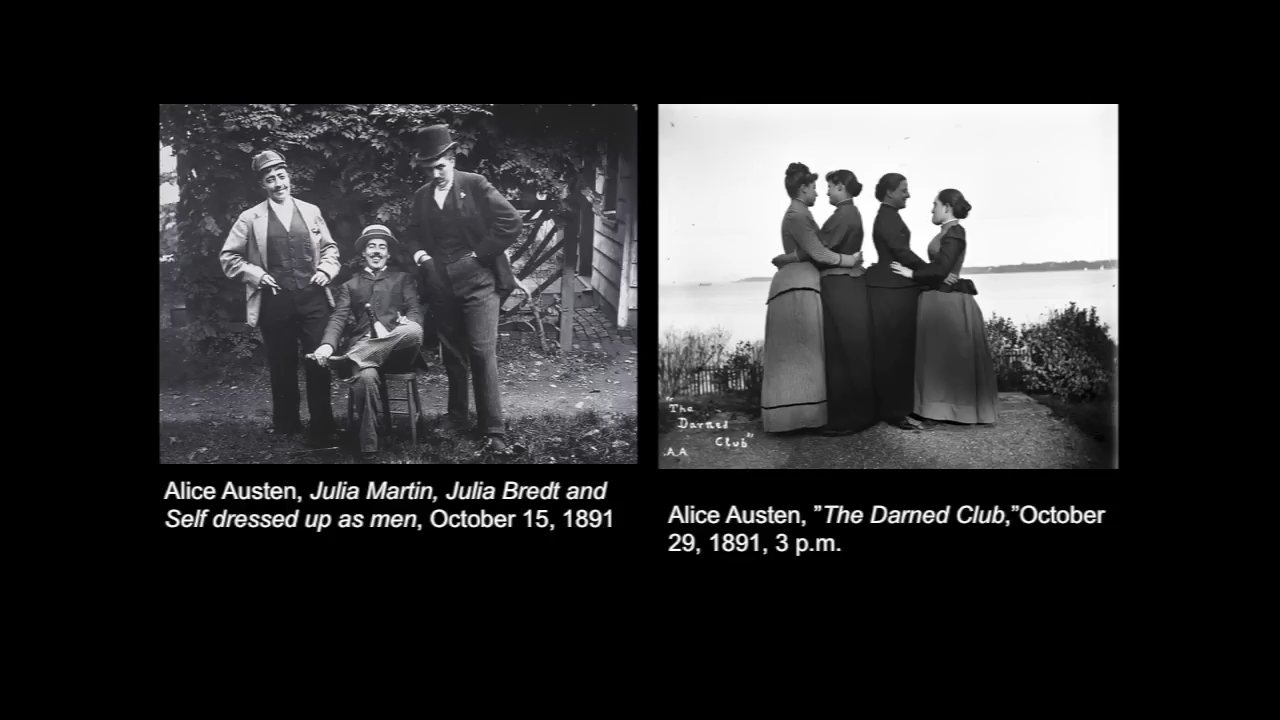 "The
Darned
Club"
.AA
Alice Austen, Julia Martin, Julia Bredt and
Self dressed up as men, October 15, 1891
Alice Austen, ”The Darned Club,”October
29, 1891, 3 p.m.